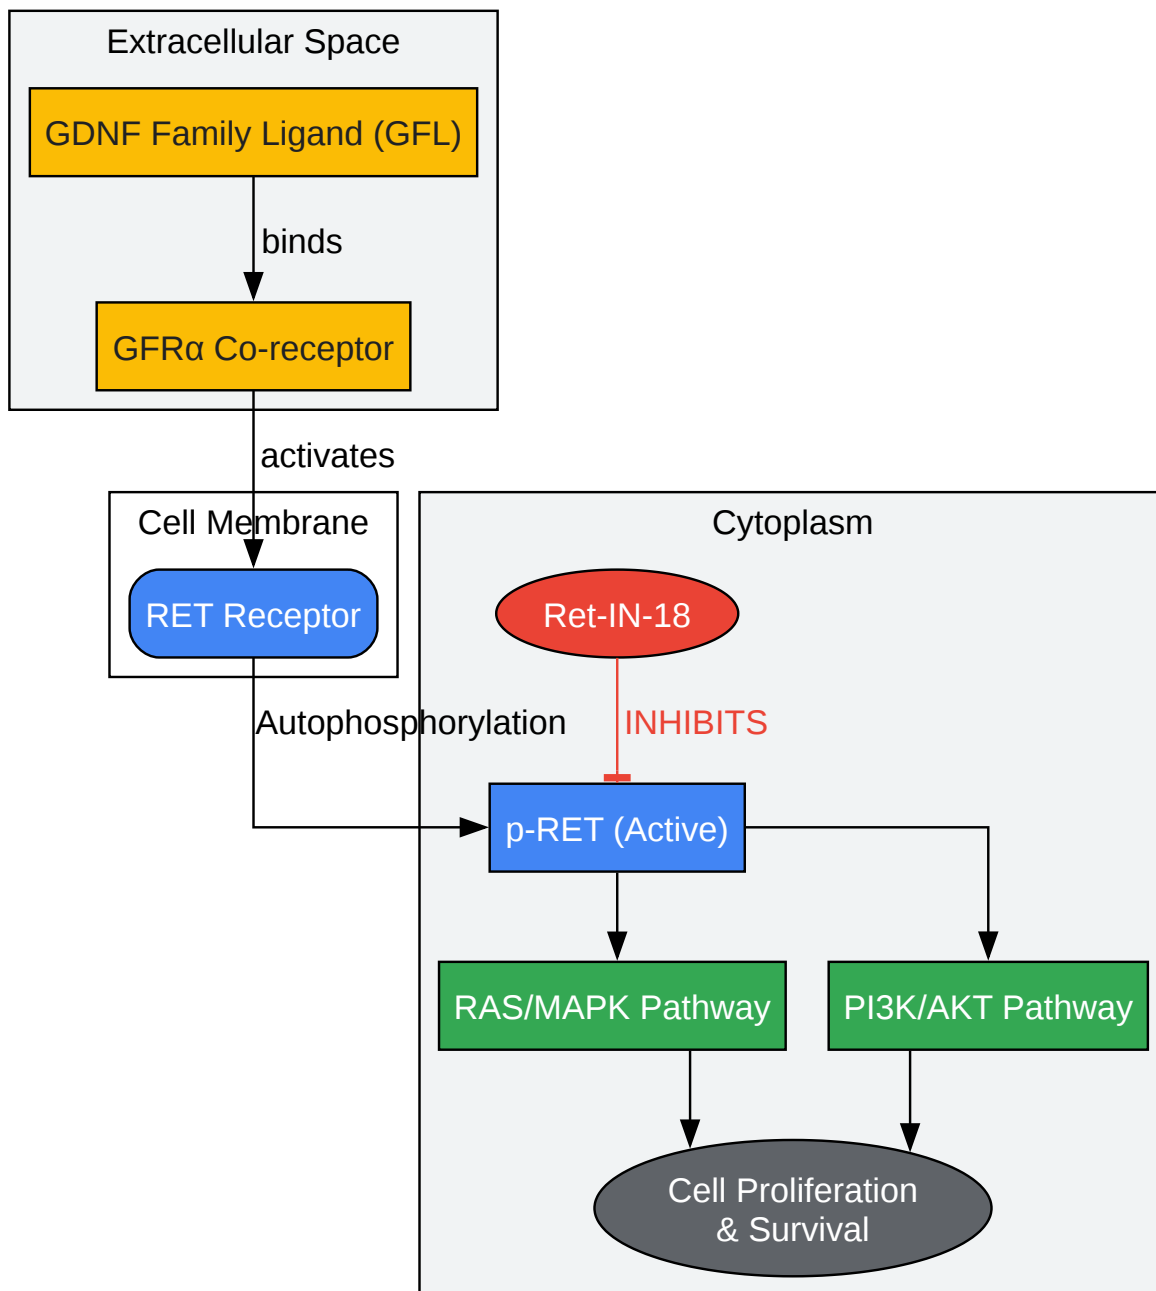 Extracellular Space
GDNF Family Ligand (GFL)
binds
GFRα Co-receptor
activates
Cell Membrane
RET Receptor
Cytoplasm
Ret-IN-18
Autophosphorylation
INHIBITS
p-RET (Active)
RAS/MAPK Pathway
PI3K/AKT Pathway
Cell Proliferation
& Survival